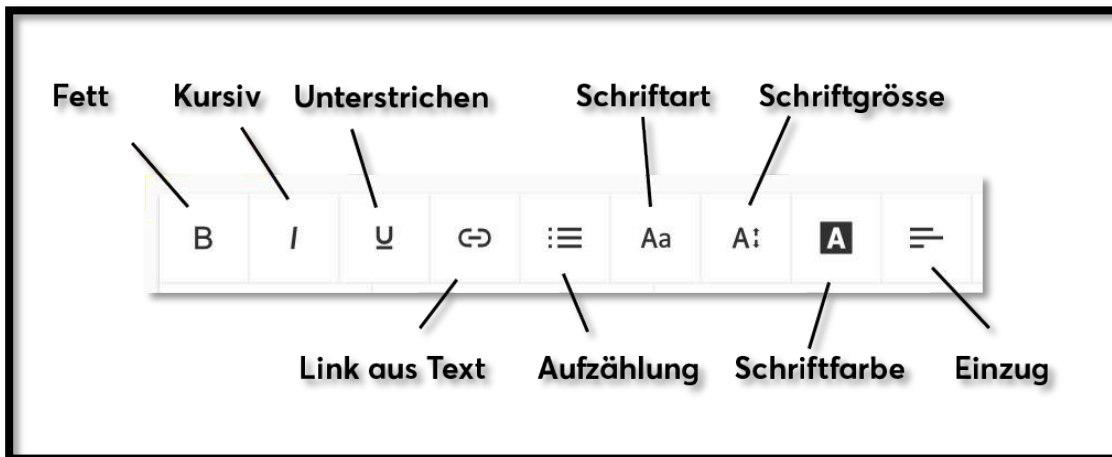 Fett Kursiv Unterstrichen Schriftart Schriftgrösse
B I U Aa A A
Link aus Text Aufzählung Schriftfarbe Einzug